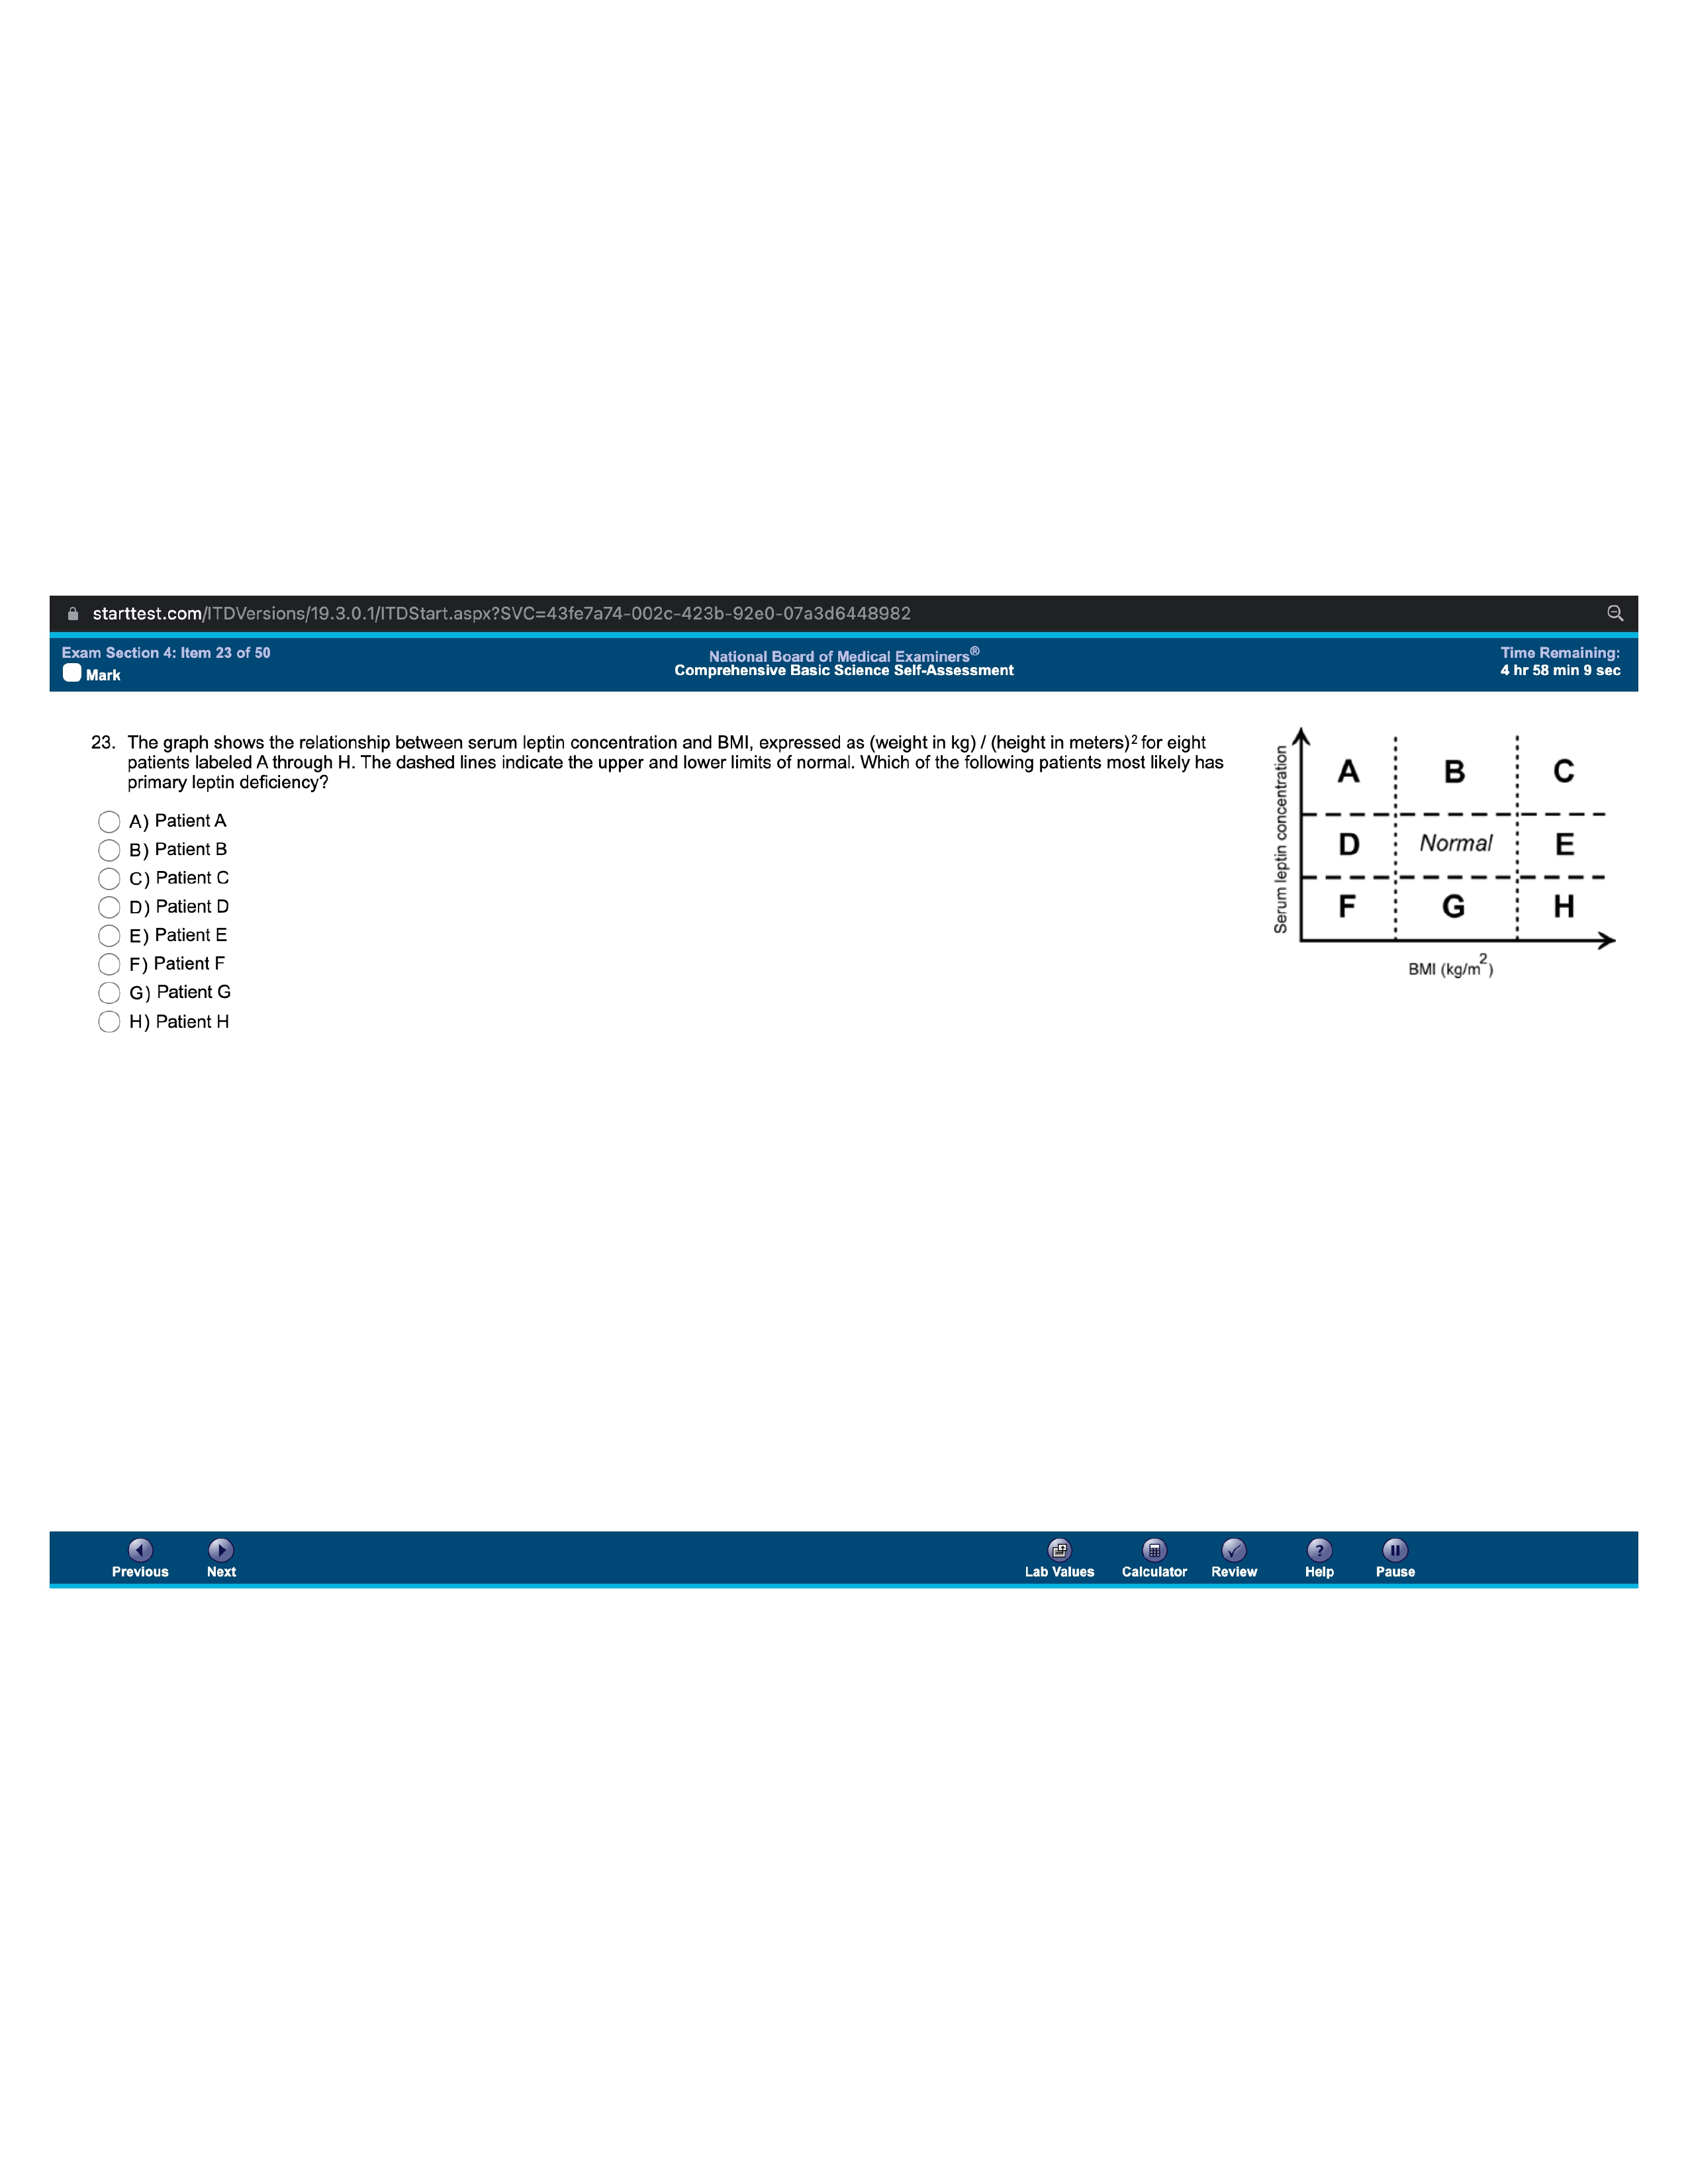 starttest.com/ITDVersions/19.3.0.1/ITDStart.aspx?SVC=43fe7a74-002c-423b-92e0-07a3d6448982
Exam Section 4: Item 23 of 50
Mark
National Board of Medical Examiners®
Comprehensive Basic Science Self-Assessment
Time Remaining:
4 hr 58 min 9 sec
23. The graph shows the relationship between serum leptin concentration and BMI, expressed as (weight in kg) / (height in meters)² for eight
patients labeled A through H. The dashed lines indicate the upper and lower limits of normal. Which of the following patients most likely has
primary leptin deficiency?
A) Patient A
B) Patient B
C) Patient C
D) Patient D
E) Patient E
F) Patient F
G) Patient G
H) Patient H
Serum leptin concentration
A B C
D Normal E
F G H
BMI (kg/m²)
Previous
Next
Lab Values
Calculator
Review
Help
Pause